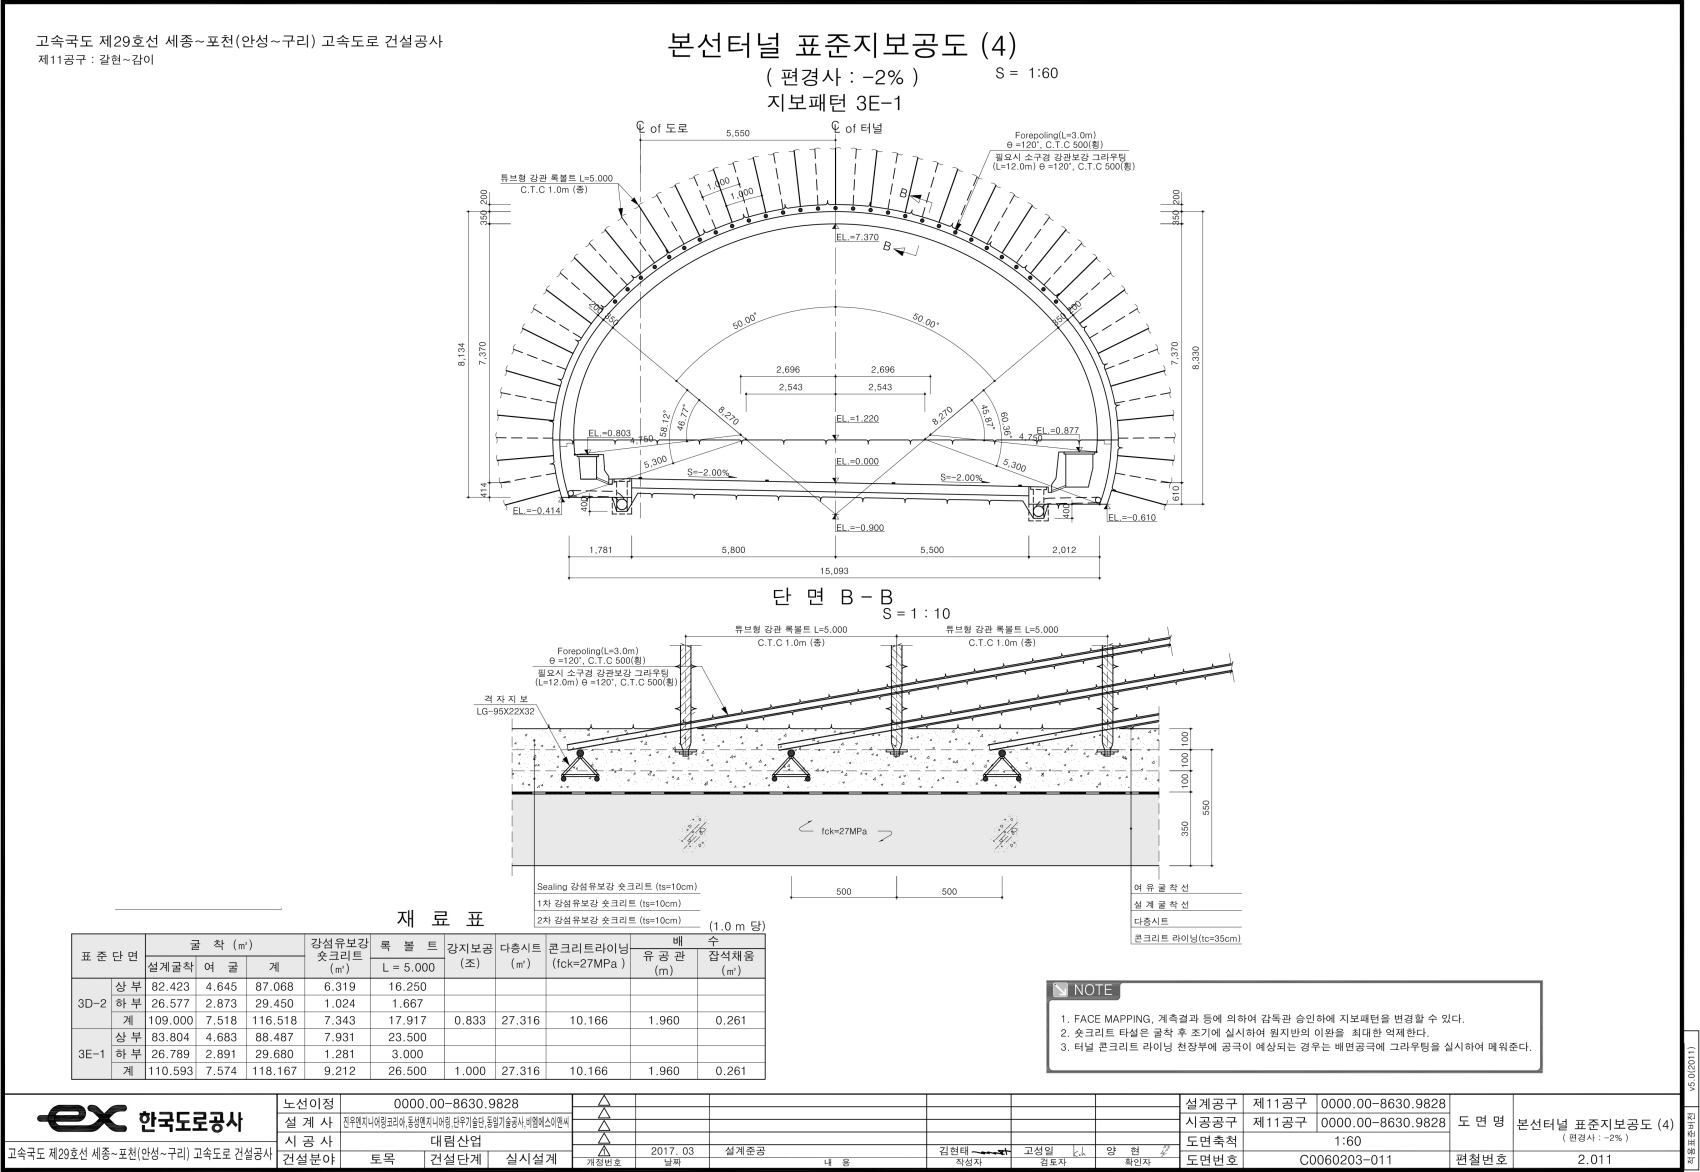 고속국도 제29호선 세종~포천(안성~구리) 고속도로 건설공사
제11공구 : 갈현~감이
본선터널 표준지보공도 (4)
( 편경사 : -2% )
S = 1:60
지보패턴 3E-1
℄ of 도로
5,550
℄ of 터널
Forepoling(L=3.0m)
θ =120°, C.T.C 500(횡)
필요시 소구경 강관보강 그라우팅
(L=12.0m) θ =120°, C.T.C 500(횡)
튜브형 강관 록볼트 L=5.000
C.T.C 1.0m (종)
1,000
1,000
B
B
200
350
200
350
EL.=7.370
200
350
350
200
50.00°
50.00°
8,134
7,370
7,370
8,330
2,696
2,696
2,543
2,543
58.12°
46.77°
8,270
EL.=1.220
8,270
45.87°
60.36°
EL.=0.803
4,750
4,750
EL.=0.877
5,300
EL.=0.000
5,300
S=-2.00%
S=-2.00%
414
610
400
400
EL.=-0.414
EL.=-0.610
EL.=-0.900
1,781
5,800
5,500
2,012
15,093
단 면 B - B
S = 1 : 10
튜브형 강관 록볼트 L=5.000
C.T.C 1.0m (종)
튜브형 강관 록볼트 L=5.000
C.T.C 1.0m (종)
Forepoling(L=3.0m)
θ =120°, C.T.C 500(횡)
필요시 소구경 강관보강 그라우팅
(L=12.0m) θ =120°, C.T.C 500(횡)
격 자 지 보
LG-95X22X32
100
100
100
550
350
fck=27MPa
500
500
Sealing 강섬유보강 숏크리트 (ts=10cm)
1차 강섬유보강 숏크리트 (ts=10cm)
2차 강섬유보강 숏크리트 (ts=10cm)
여 유 굴 착 선
설 계 굴 착 선
다층시트
콘크리트 라이닝(tc=35cm)
재 료 표
(1.0 m 당)
표 준 단 면 굴 착 (㎥) 강섬유보강 숏크리트 (㎥) 록 볼 트 강지보공 (조) 다층시트 (㎡) 콘크리트라이닝 (fck=27MPa ) 배 수
설계굴착 여 굴 계 L = 5.000 유 공 관 (m) 잡석채움 (㎥)
3D-2 상 부 82.423 4.645 87.068 6.319 16.250
하 부 26.577 2.873 29.450 1.024 1.667
계 109.000 7.518 116.518 7.343 17.917 0.833 27.316 10.166 1.960 0.261
3E-1 상 부 83.804 4.683 88.487 7.931 23.500
하 부 26.789 2.891 29.680 1.281 3.000
계 110.593 7.574 118.167 9.212 26.500 1.000 27.316 10.166 1.960 0.261
NOTE
1. FACE MAPPING, 계측결과 등에 의하여 감독관 승인하에 지보패턴을 변경할 수 있다.
2. 숏크리트 타설은 굴착 후 조기에 실시하여 원지반의 이완을 최대한 억제한다.
3. 터널 콘크리트 라이닝 천장부에 공극이 예상되는 경우는 배면공극에 그라우팅을 실시하여 메워준다.
적용표준버전 v5.0(2011)
ex 한국도로공사
고속국도 제29호선 세종~포천(안성~구리) 고속도로 건설공사
노선이정 0000.00-8630.9828
설 계 사 진우엔지니어링코리아,동성엔지니어링,단우기술단,동일기술공사,비엠에스이앤씨
시 공 사 대림산업
건설분야 토목 건설단계 실시설계
1 2017. 03 설계준공 김현태 고성일 양 현
개정번호 날짜 내 용 작성자 검토자 확인자
설계공구 제11공구 0000.00-8630.9828
시공공구 제11공구 0000.00-8630.9828
도면축척 1:60
도면번호 C0060203-011
도 면 명 본선터널 표준지보공도 (4)
( 편경사 : -2% )
편철번호 2.011